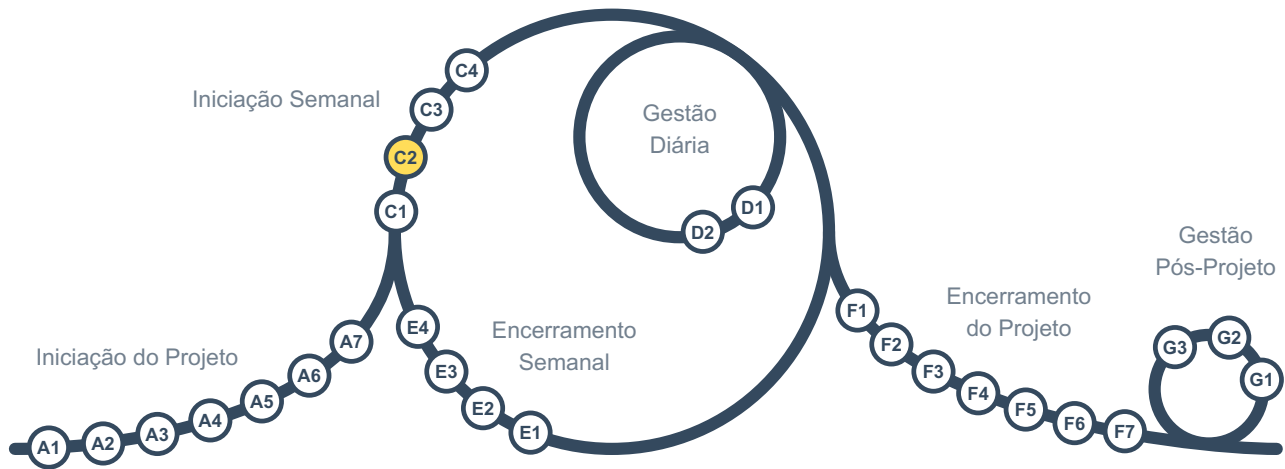 Iniciação do Projeto
A1
A2
A3
A4
A5
A6
A7
Iniciação Semanal
C1
C2
C3
C4
Gestão
Diária
D1
D2
Encerramento
Semanal
E1
E2
E3
E4
Encerramento
do Projeto
F1
F2
F3
F4
F5
F6
F7
Gestão
Pós-Projeto
G1
G2
G3